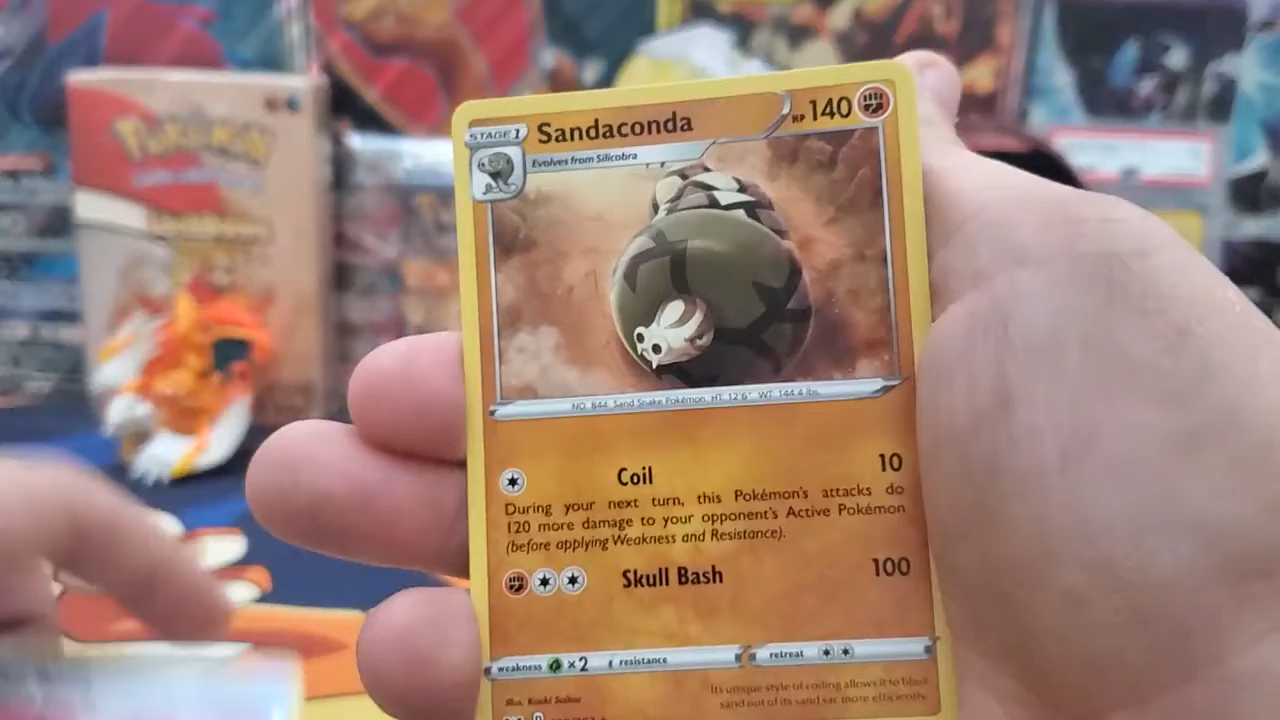 Pokémon
STAGE 1
Sandaconda
HP 140
Evolves from Silicobra
NO. 844 Sand Snake Pokémon HT: 12'6" WT: 144.4 lbs.
Coil 10
During your next turn, this Pokémon's attacks do
120 more damage to your opponent's Active Pokémon
(before applying Weakness and Resistance).
Skull Bash 100
weakness ×2 resistance retreat
Illus. Kouki Saitou
Its unique style of coiling allows it to blast
sand out of its sand sac more efficiently.